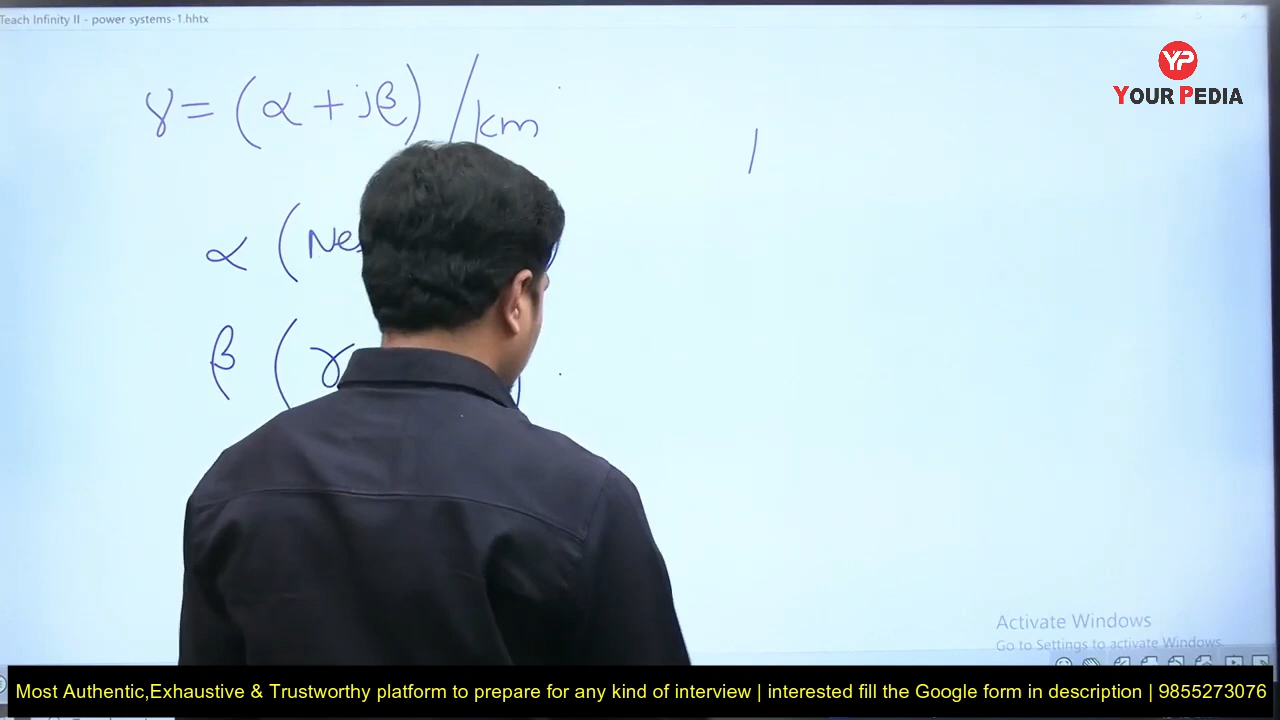 Teach Infinity II - power systems-1.hhtx
YP
YOUR PEDIA
γ = (α + jβ) /km
α (
β (
Activate Windows
Go to Settings to activate Windows.
Most Authentic,Exhaustive & Trustworthy platform to prepare for any kind of interview | interested fill the Google form in description | 9855273076